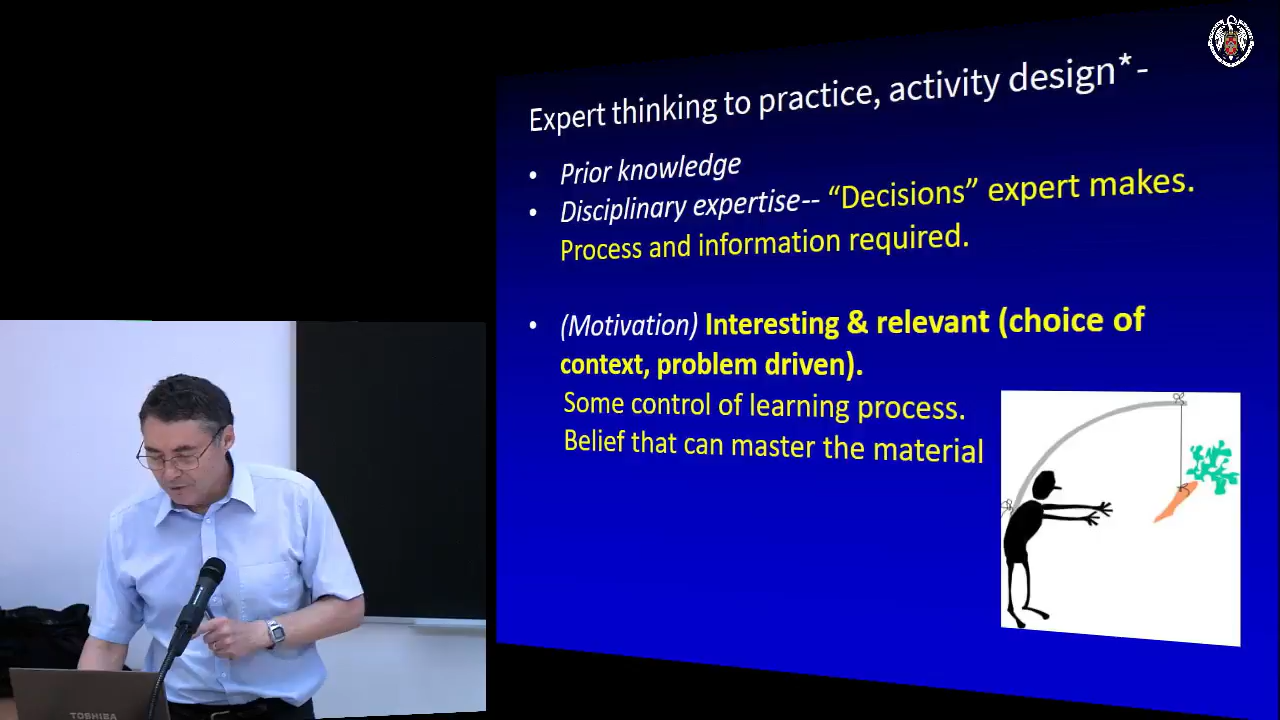 Expert thinking to practice, activity design*-
• Prior knowledge
• Disciplinary expertise-- “Decisions” expert makes.
Process and information required.
• (Motivation) Interesting & relevant (choice of
context, problem driven).
Some control of learning process.
Belief that can master the material
TOSHIBA